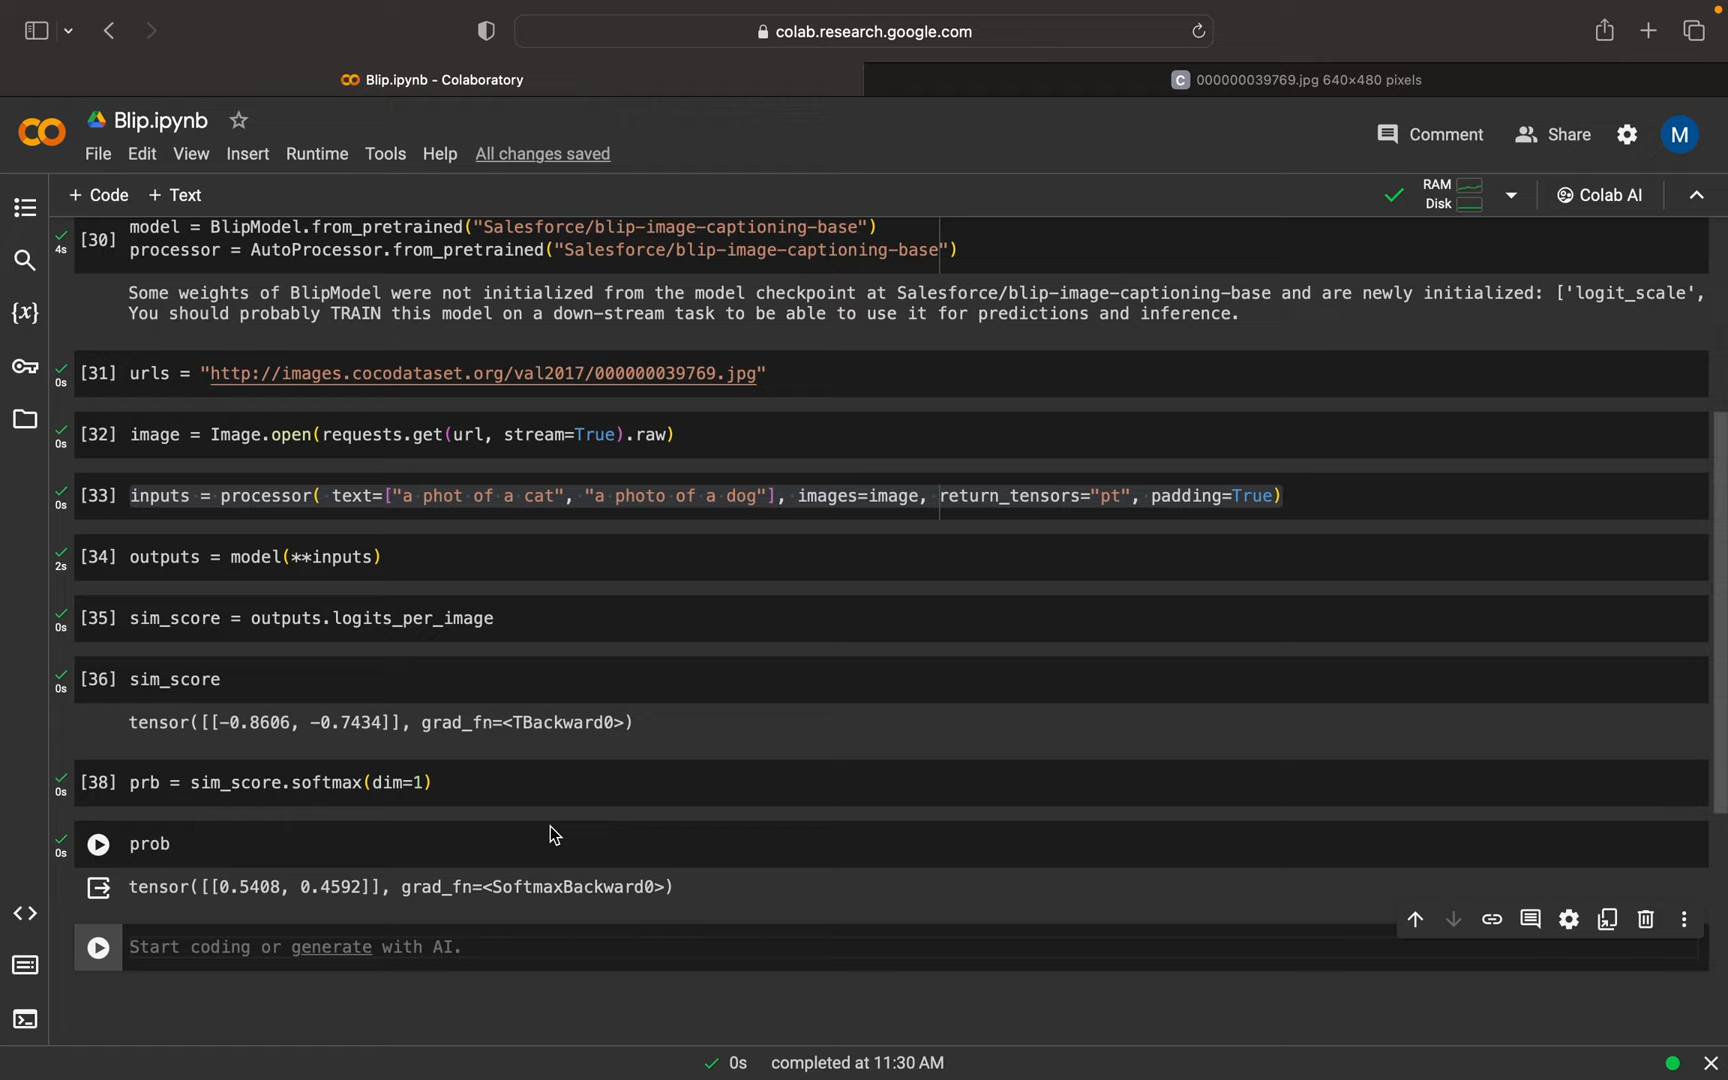 colab.research.google.com
Blip.ipynb - Colaboratory
C 000000039769.jpg 640×480 pixels
Blip.ipynb
Comment Share M
File Edit View Insert Runtime Tools Help All changes saved
+ Code + Text
RAM
Disk
Colab AI
[30] model = BlipModel.from_pretrained("Salesforce/blip-image-captioning-base")
4s processor = AutoProcessor.from_pretrained("Salesforce/blip-image-captioning-base")
Some weights of BlipModel were not initialized from the model checkpoint at Salesforce/blip-image-captioning-base and are newly initialized: ['logit_scale',
You should probably TRAIN this model on a down-stream task to be able to use it for predictions and inference.
{x}
[31] urls = "http://images.cocodataset.org/val2017/000000039769.jpg"
0s
[32] image = Image.open(requests.get(url, stream=True).raw)
0s
[33] inputs = processor( text=["a phot of a cat", "a photo of a dog"], images=image, return_tensors="pt", padding=True)
0s
[34] outputs = model(**inputs)
2s
[35] sim_score = outputs.logits_per_image
0s
[36] sim_score
0s
tensor([[-0.8606, -0.7434]], grad_fn=<TBackward0>)
[38] prb = sim_score.softmax(dim=1)
0s
prob
0s
tensor([[0.5408, 0.4592]], grad_fn=<SoftmaxBackward0>)
Start coding or generate with AI.
0s completed at 11:30 AM